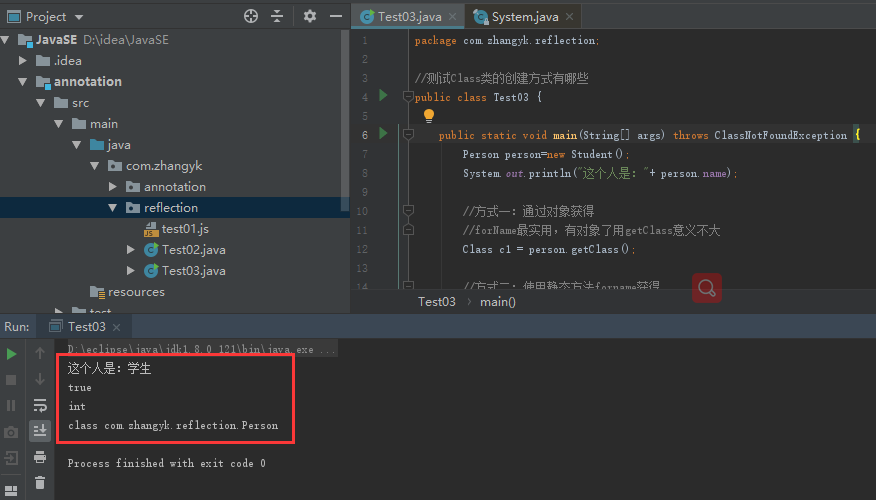 Project
JavaSE D:\idea\JavaSE
.idea
annotation
src
main
java
com.zhangyk
annotation
reflection
test01.js
Test02.java
Test03.java
resources
test
Test03.java
System.java
1 package com.zhangyk.reflection;
2
3 //测试Class类的创建方式有哪些
4 public class Test03 {
5
6 public static void main(String[] args) throws ClassNotFoundException {
7 Person person=new Student();
8 System.out.println("这个人是："+ person.name);
9
10 //方式一：通过对象获得
11 //forName最实用，有对象了用getClass意义不大
12 Class c1 = person.getClass();
13
14 //方式二：使用静态方法forname获得
Test03 › main()
Run: Test03
D:\eclipse\java\jdk1.8.0_121\bin\java.exe ...
这个人是：学生
true
int
class com.zhangyk.reflection.Person
Process finished with exit code 0